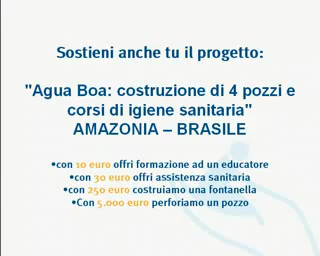 Sostieni anche tu il progetto:
"Agua Boa: costruzione di 4 pozzi e
corsi di igiene sanitaria"
AMAZONIA – BRASILE
•con 10 euro offri formazione ad un educatore
•con 30 euro offri assistenza sanitaria
•con 250 euro costruiamo una fontanella
•Con 5.000 euro perforiamo un pozzo